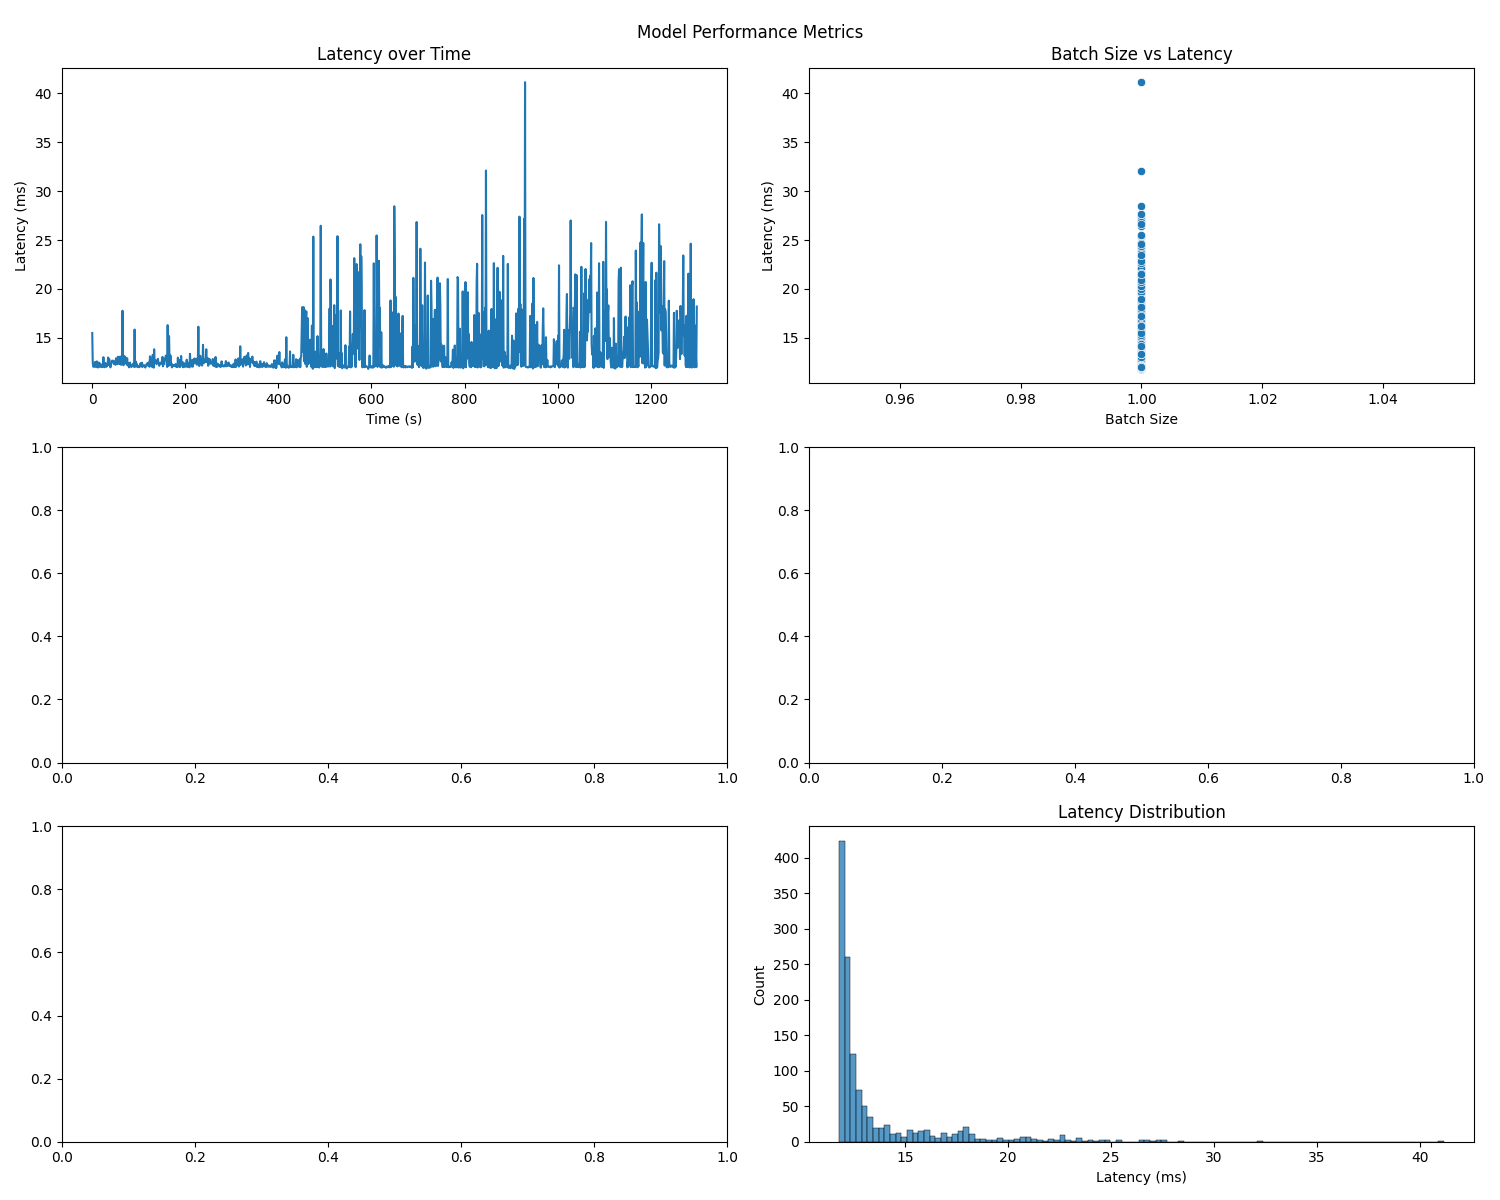 Model Performance Metrics
Latency over Time
Latency (ms)
40
35
30
25
20
15
0 200 400 600 800 1000 1200
Time (s)
Batch Size vs Latency
Latency (ms)
40
35
30
25
20
15
0.96 0.98 1.00 1.02 1.04
Batch Size
1.0
0.8
0.6
0.4
0.2
0.0
0.0 0.2 0.4 0.6 0.8 1.0
1.0
0.8
0.6
0.4
0.2
0.0
0.0 0.2 0.4 0.6 0.8 1.0
1.0
0.8
0.6
0.4
0.2
0.0
0.0 0.2 0.4 0.6 0.8 1.0
Latency Distribution
Count
400
350
300
250
200
150
100
50
0
15 20 25 30 35 40
Latency (ms)